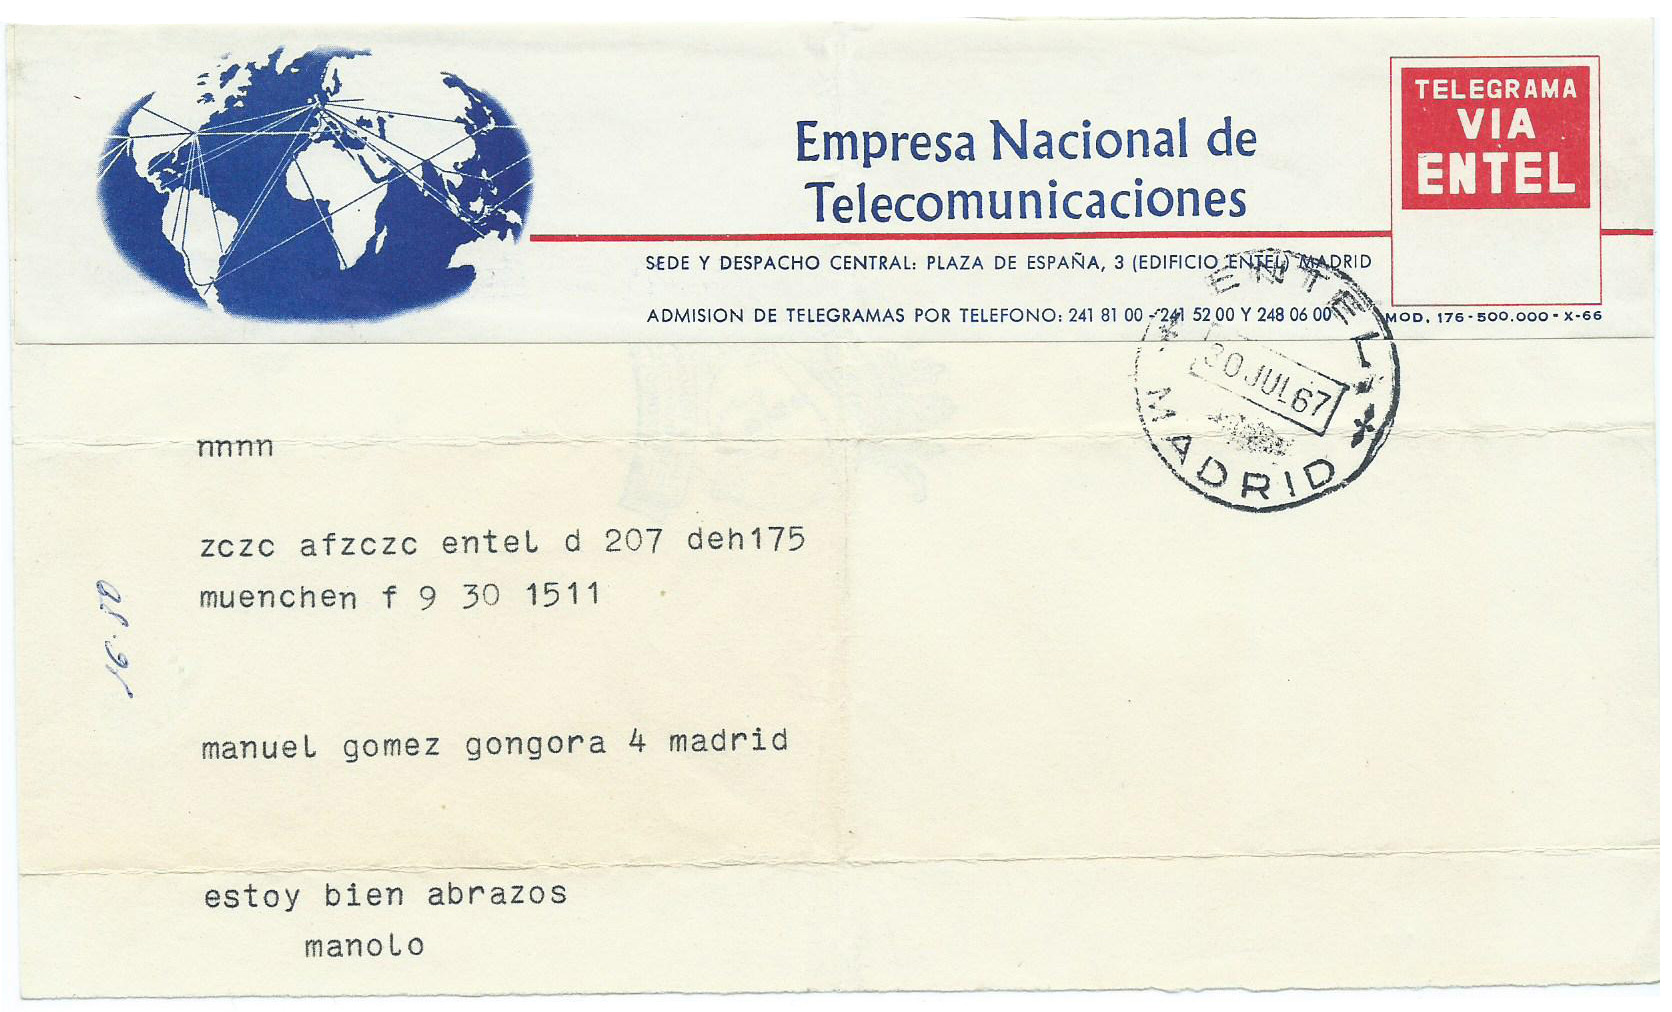 Empresa Nacional de
Telecomunicaciones
TELEGRAMA
VIA
ENTEL
SEDE Y DESPACHO CENTRAL: PLAZA DE ESPAÑA, 3 (EDIFICIO ENTEL) MADRID
ADMISION DE TELEGRAMAS POR TELEFONO: 241 81 00 - 241 52 00 Y 248 06 00
MOD. 176-500.000-X-66
ENTEL
30 JUL 67
MADRID
nnnn
zczc afzczc entel d 207 deh175
muenchen f 9 30 1511
manuel gomez gongora 4 madrid
estoy bien abrazos
manolo